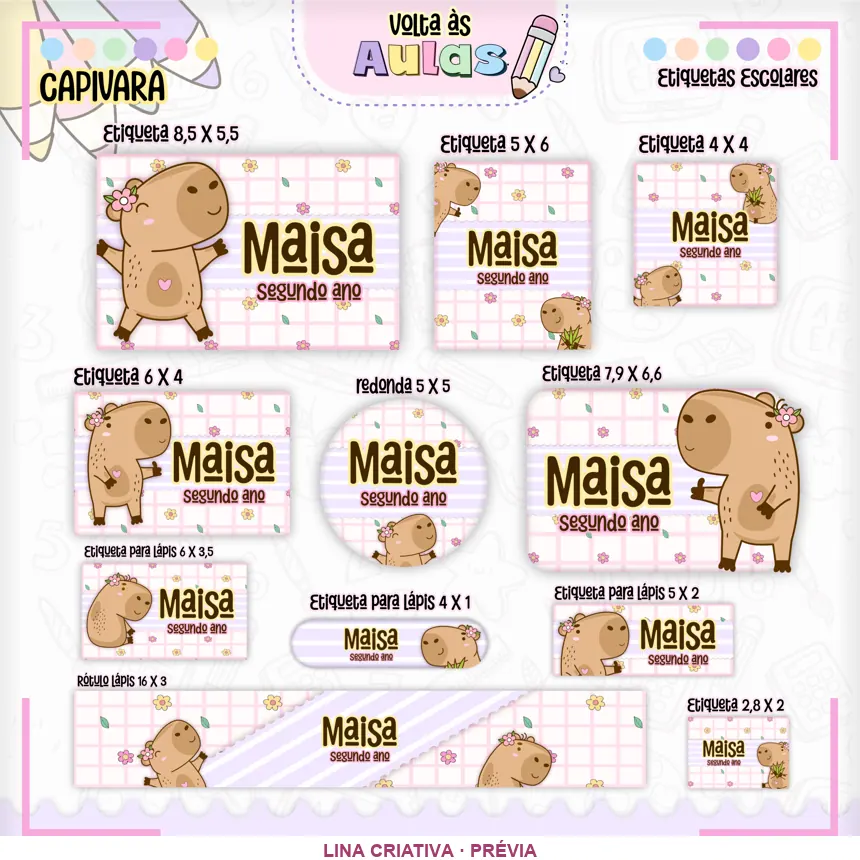 Volta às
Aulas
CAPIVARA
Etiquetas Escolares
Etiqueta 8,5 X 5,5
Maisa
segundo ano
Etiqueta 5 X 6
Maisa
segundo ano
Etiqueta 4 X 4
Maisa
segundo ano
Etiqueta 6 X 4
Maisa
segundo ano
redonda 5 X 5
Maisa
segundo ano
Etiqueta 7,9 X 6,6
Maisa
segundo ano
Etiqueta para Lápis 6 X 3,5
Maisa
segundo ano
Etiqueta para Lápis 4 X 1
Maisa
segundo ano
Etiqueta para Lápis 5 X 2
Maisa
segundo ano
Rótulo Lápis 16 X 3
Maisa
segundo ano
Etiqueta 2,8 X 2
Maisa
segundo ano
LINA CRIATIVA · PRÉVIA